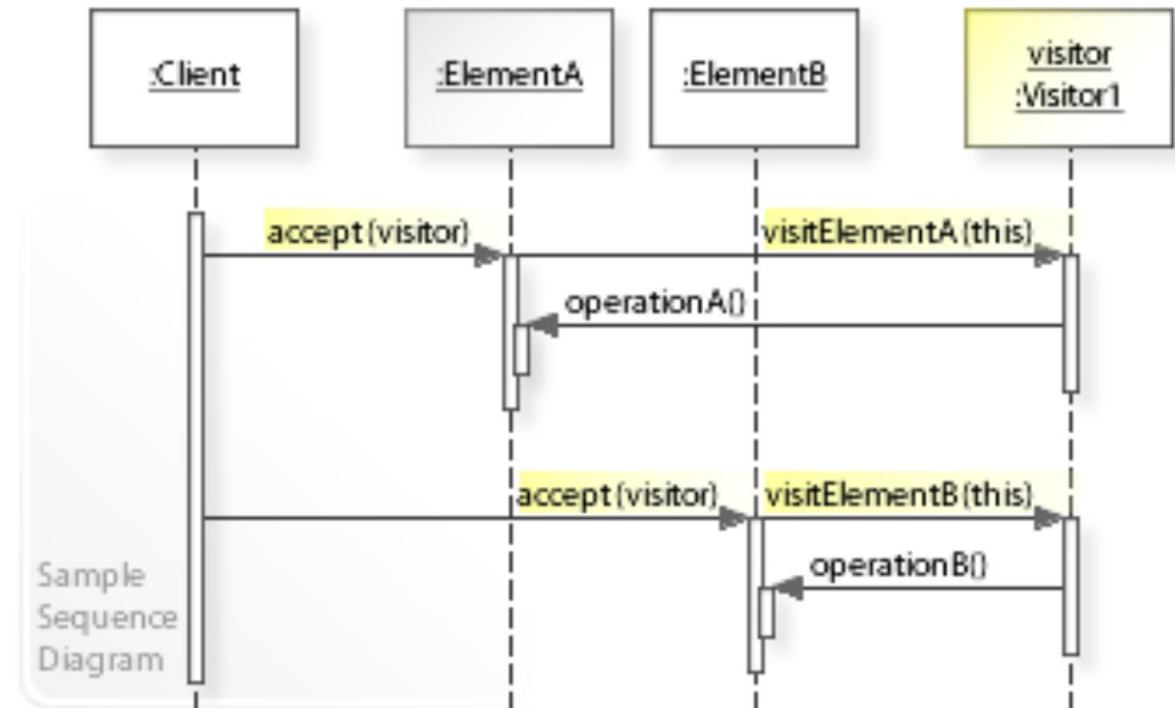 :Client
:ElementA
:ElementB
visitor
:Visitor1
accept(visitor)
visitElementA(this)
operationA()
accept(visitor)
visitElementB(this)
operationB()
Sample
Sequence
Diagram